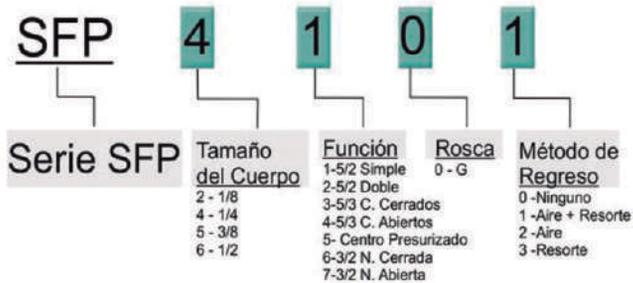 SFP 4 1 0 1
Serie SFP
Tamaño
del Cuerpo
2 - 1/8
4 - 1/4
5 - 3/8
6 - 1/2
Función
1-5/2 Simple
2-5/2 Doble
3-5/3 C. Cerrados
4-5/3 C. Abiertos
5- Centro Presurizado
6-3/2 N. Cerrada
7-3/2 N. Abierta
Rosca
0 - G
Método de
Regreso
0 -Ninguno
1 -Aire + Resorte
2 -Aire
3 -Resorte